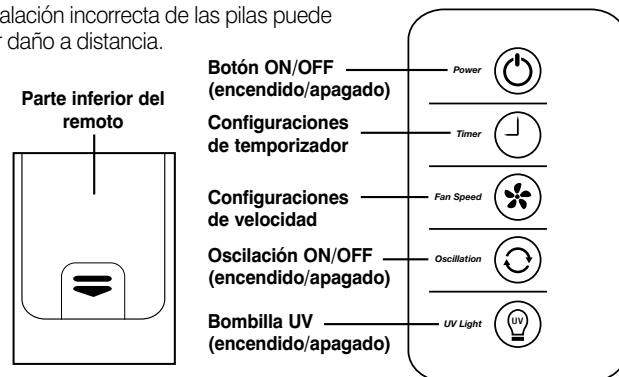 alación incorrecta de las pilas puede
r daño a distancia.
Parte inferior del
remoto
Botón ON/OFF
(encendido/apagado)
Configuraciones
de temporizador
Configuraciones
de velocidad
Oscilación ON/OFF
(encendido/apagado)
Bombilla UV
(encendido/apagado)
Power
Timer
Fan Speed
Oscillation
UV Light
UV